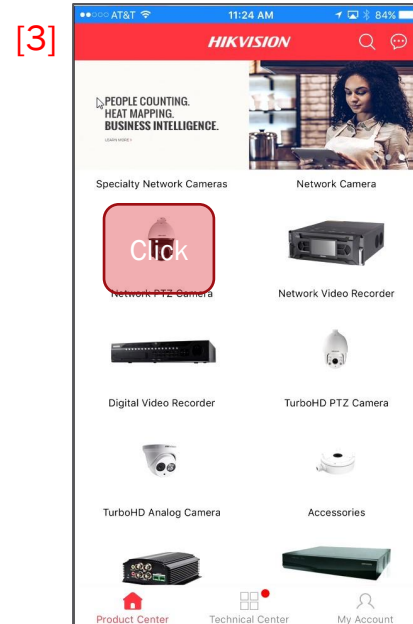 [3]
AT&T 11:24 AM 84%
HIKVISION
PEOPLE COUNTING.
HEAT MAPPING.
BUSINESS INTELLIGENCE.
LEARN MORE >
Specialty Network Cameras Network Camera
Click
Network PTZ Camera Network Video Recorder
Digital Video Recorder TurboHD PTZ Camera
TurboHD Analog Camera Accessories
Product Center Technical Center My Account